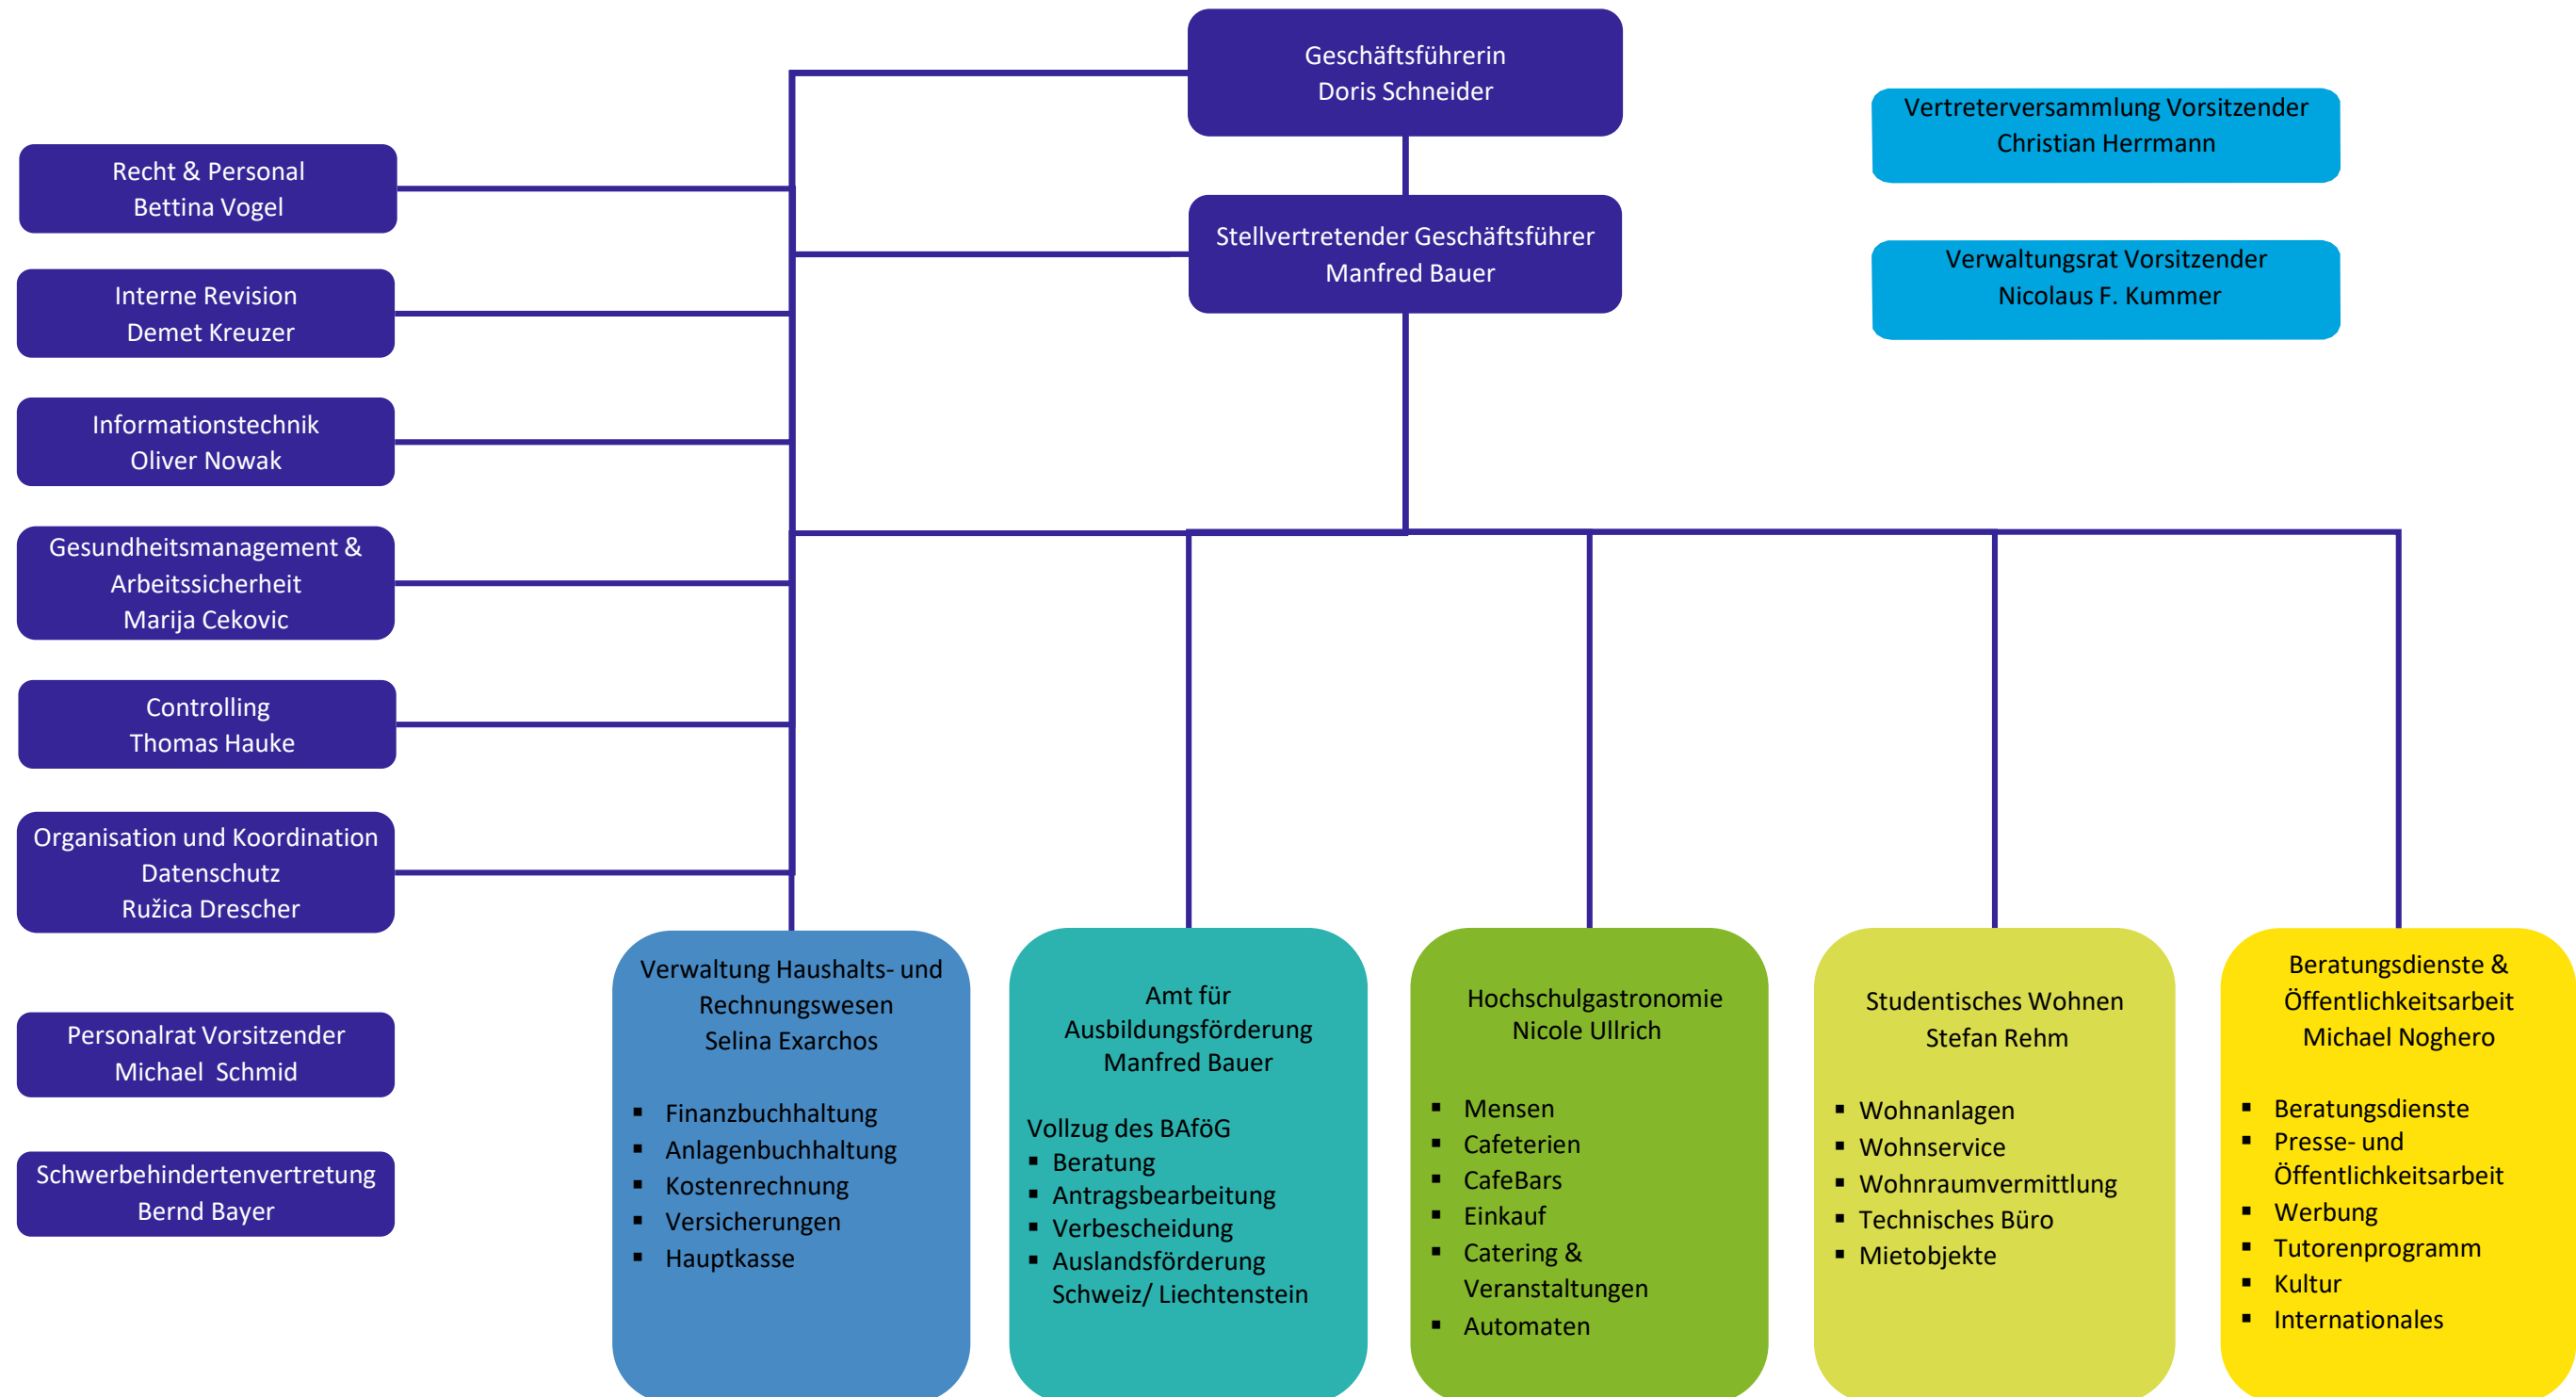 Geschäftsführerin
Doris Schneider
Stellvertretender Geschäftsführer
Manfred Bauer
Vertreterversammlung Vorsitzender
Christian Herrmann
Verwaltungsrat Vorsitzender
Nicolaus F. Kummer
Recht & Personal
Bettina Vogel
Interne Revision
Demet Kreuzer
Informationstechnik
Oliver Nowak
Gesundheitsmanagement &
Arbeitssicherheit
Marija Cekovic
Controlling
Thomas Hauke
Organisation und Koordination
Datenschutz
Ružica Drescher
Personalrat Vorsitzender
Michael Schmid
Schwerbehindertenvertretung
Bernd Bayer
Verwaltung Haushalts- und
Rechnungswesen
Selina Exarchos
▪ Finanzbuchhaltung
▪ Anlagenbuchhaltung
▪ Kostenrechnung
▪ Versicherungen
▪ Hauptkasse
Amt für
Ausbildungsförderung
Manfred Bauer
Vollzug des BAföG
▪ Beratung
▪ Antragsbearbeitung
▪ Verbescheidung
▪ Auslandsförderung
Schweiz/ Liechtenstein
Hochschulgastronomie
Nicole Ullrich
▪ Mensen
▪ Cafeterien
▪ CafeBars
▪ Einkauf
▪ Catering &
Veranstaltungen
▪ Automaten
Studentisches Wohnen
Stefan Rehm
▪ Wohnanlagen
▪ Wohnservice
▪ Wohnraumvermittlung
▪ Technisches Büro
▪ Mietobjekte
Beratungsdienste &
Öffentlichkeitsarbeit
Michael Noghero
▪ Beratungsdienste
▪ Presse- und
Öffentlichkeitsarbeit
▪ Werbung
▪ Tutorenprogramm
▪ Kultur
▪ Internationales